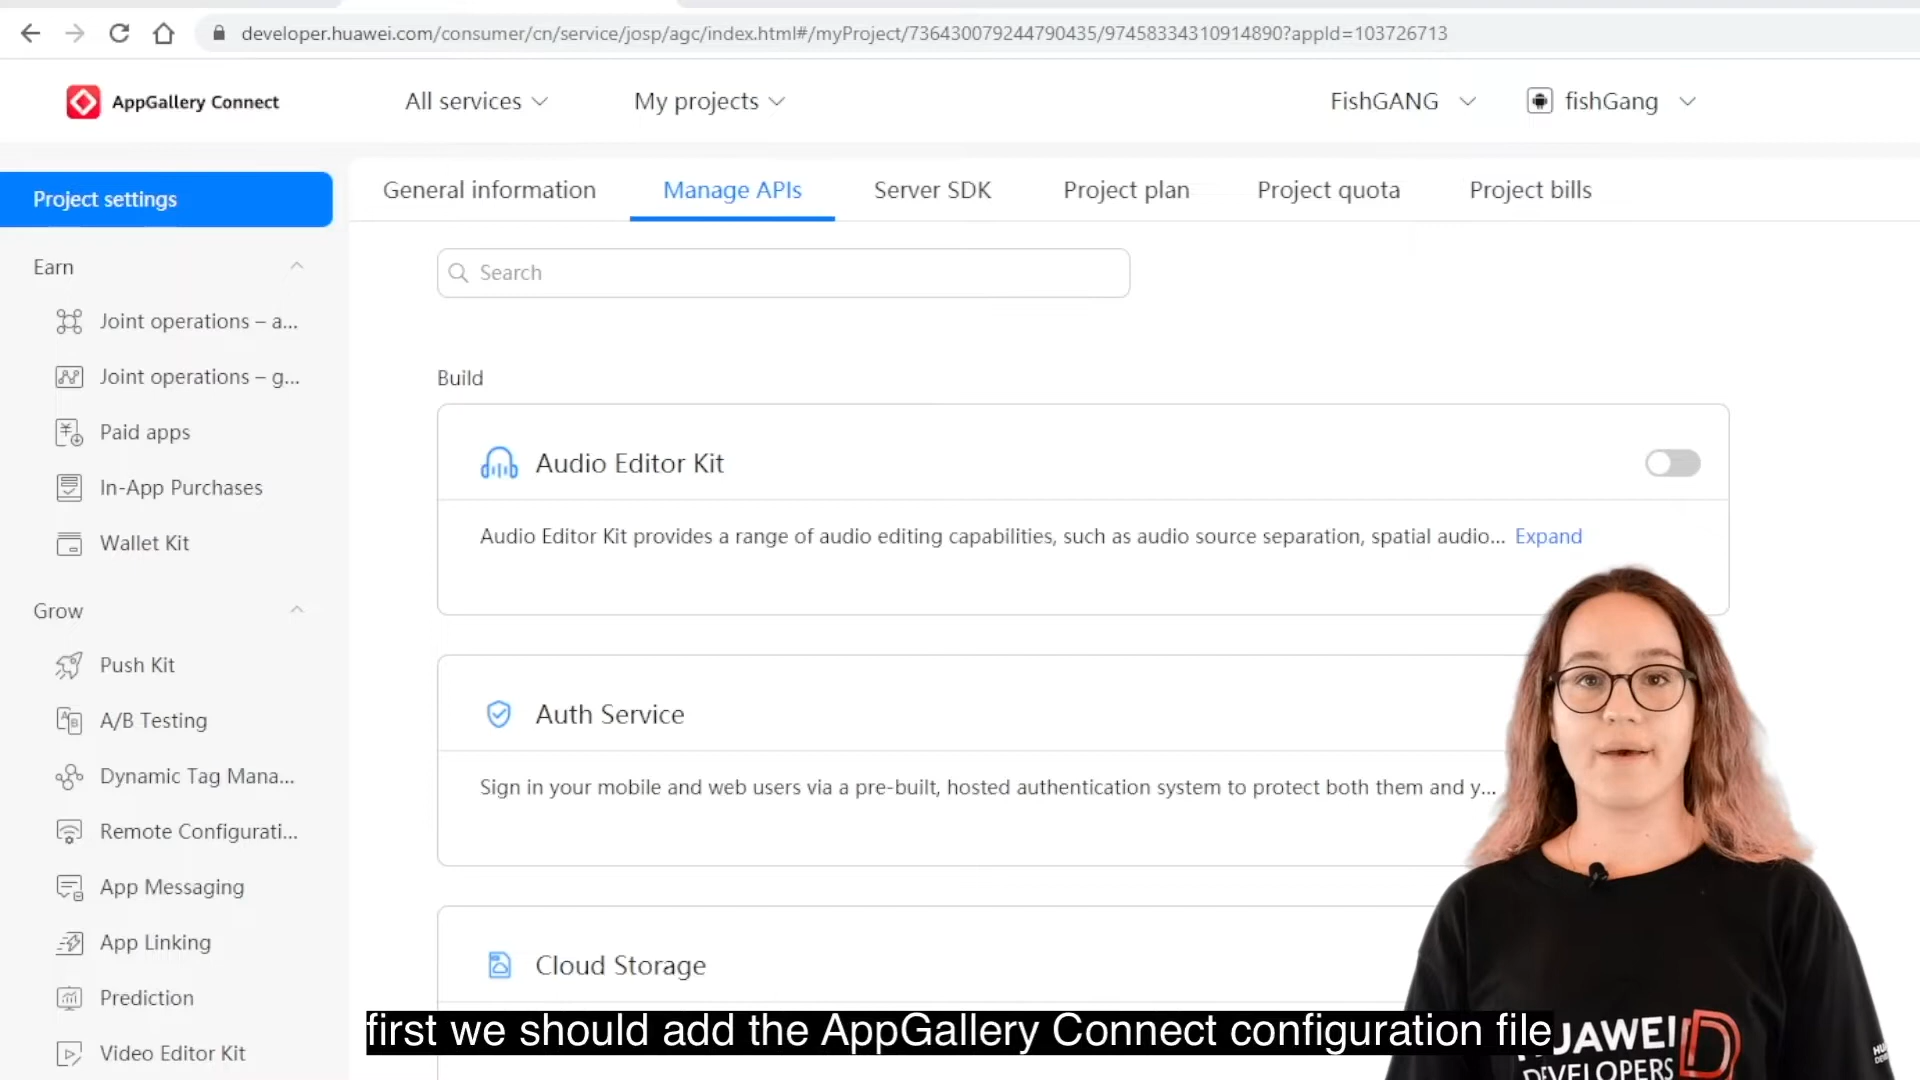 developer.huawei.com/consumer/cn/service/josp/agc/index.html#/myProject/736430079244790435/97458334310914890?appId=103726713
AppGallery Connect
All services
My projects
FishGANG
fishGang
Project settings
General information
Manage APIs
Server SDK
Project plan
Project quota
Project bills
Earn
Search
Joint operations – a...
Joint operations – g...
Build
Paid apps
Audio Editor Kit
In-App Purchases
Audio Editor Kit provides a range of audio editing capabilities, such as audio source separation, spatial audio... Expand
Wallet Kit
Grow
Push Kit
A/B Testing
Auth Service
Dynamic Tag Mana...
Sign in your mobile and web users via a pre-built, hosted authentication system to protect both them and y...
Remote Configurati...
App Messaging
App Linking
Cloud Storage
Prediction
first we should add the AppGallery Connect configuration file
Video Editor Kit
HUAWEI
DEVELOPERS